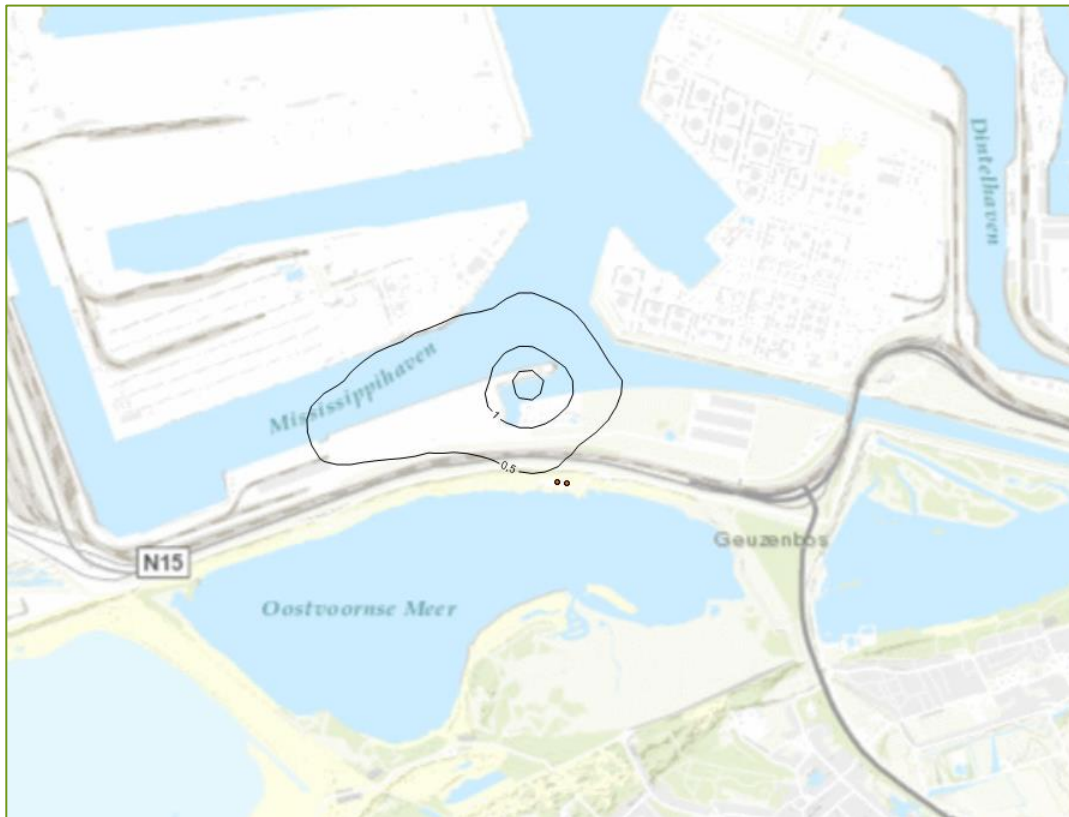 Dintelhaven
Mississippihaven
1
0,5
Geuzenbos
N15
Oostvoornse Meer